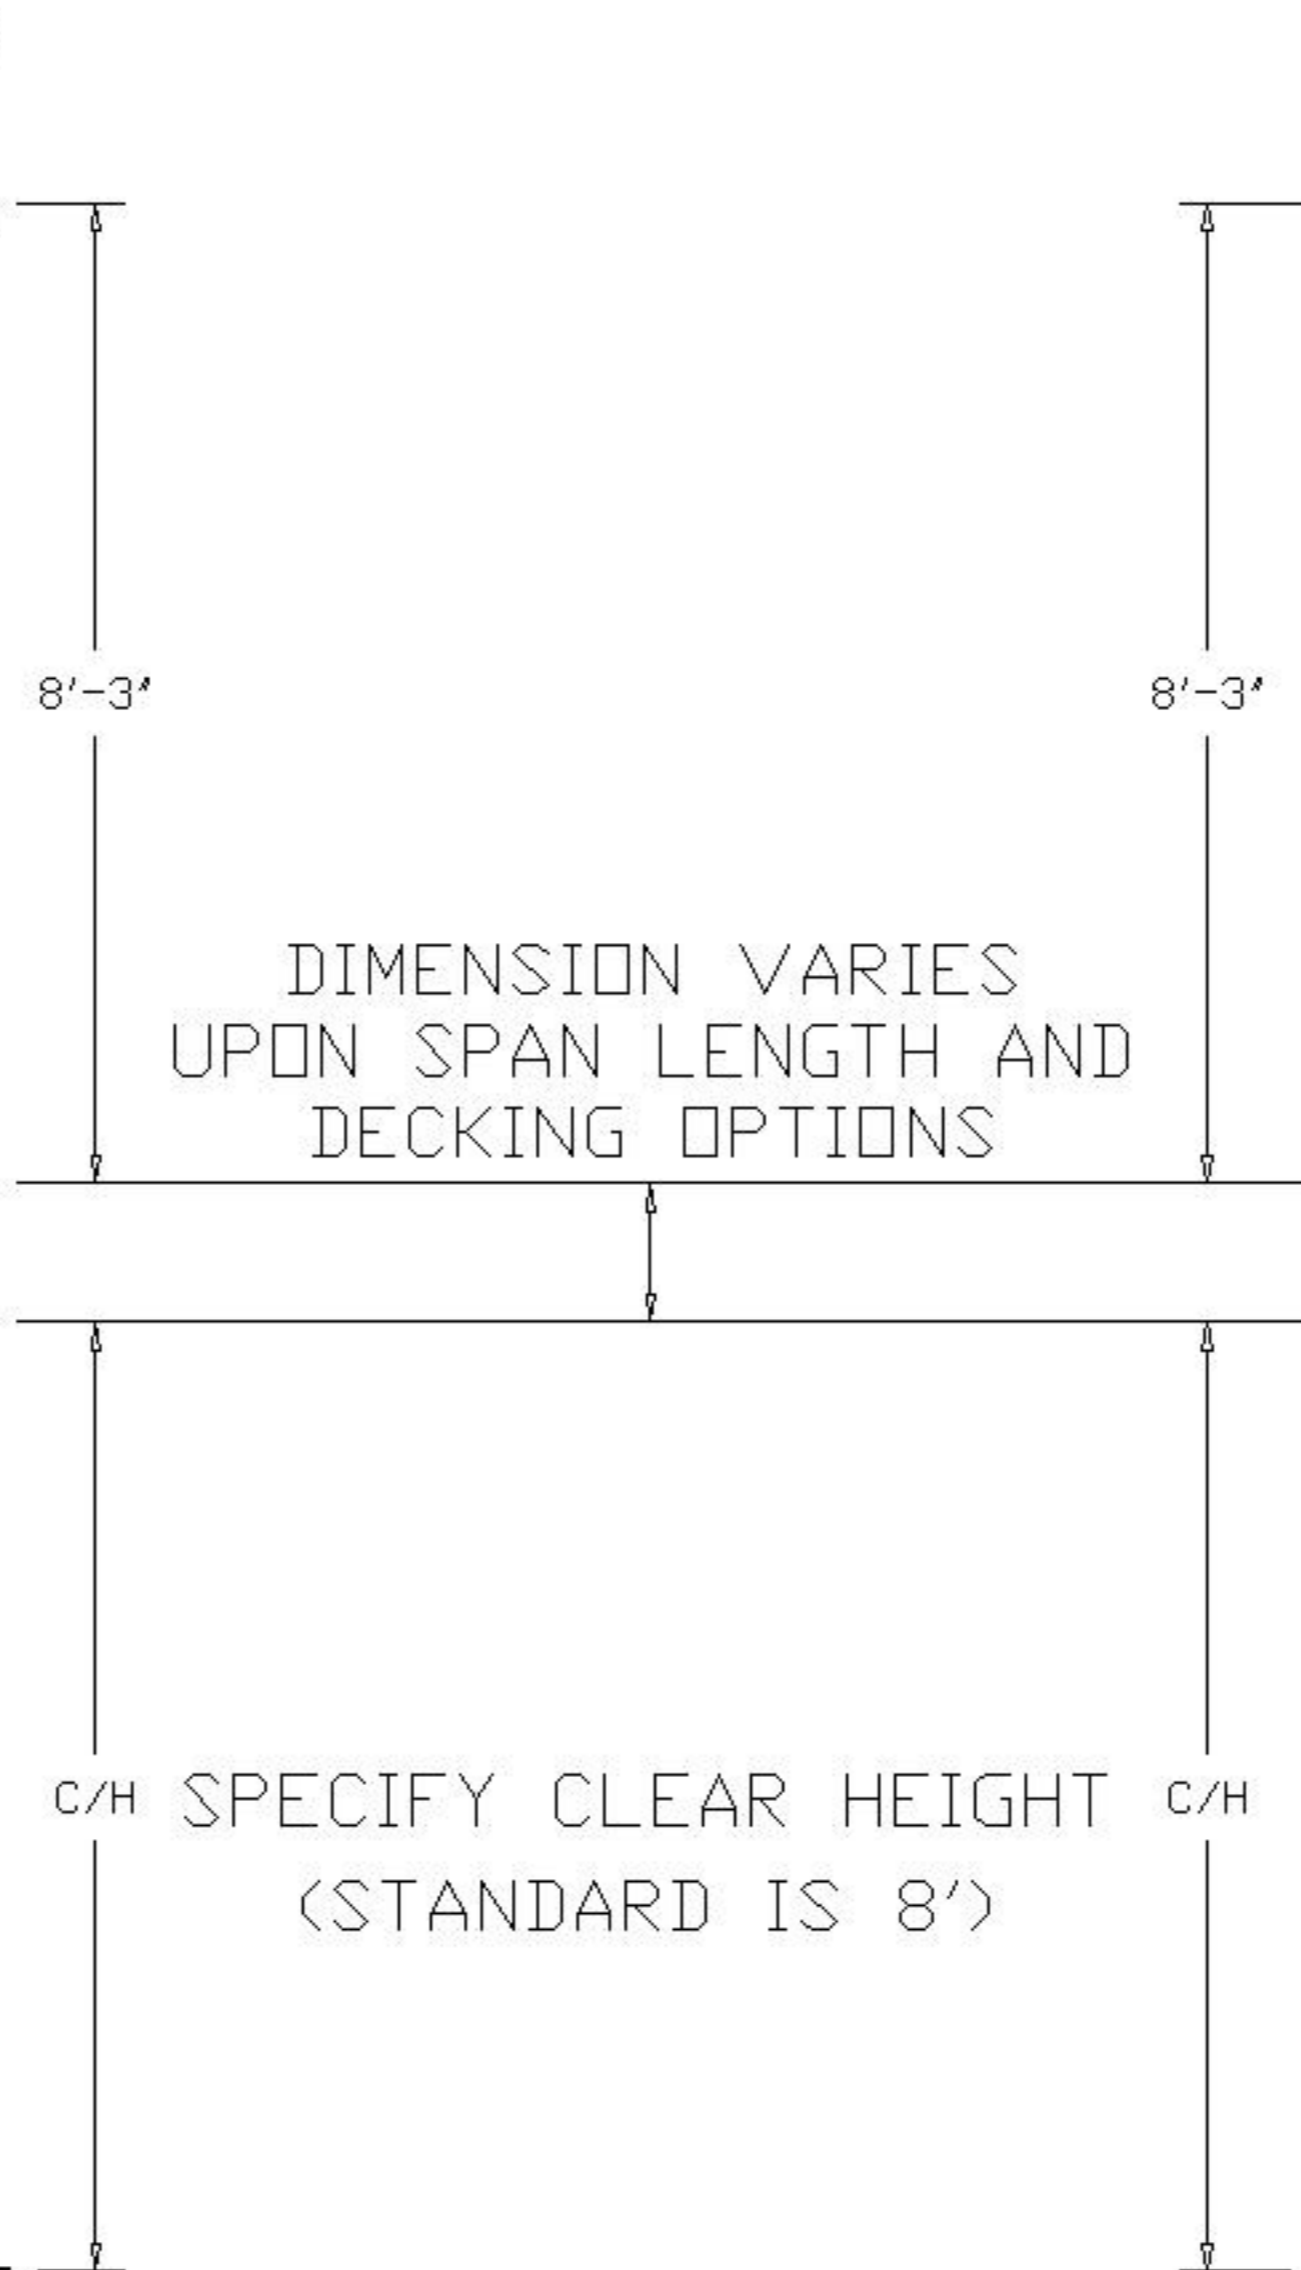 8'-3"
8'-3"
DIMENSION VARIES
UPON SPAN LENGTH AND
DECKING OPTIONS
C/H SPECIFY CLEAR HEIGHT C/H
(STANDARD IS 8')